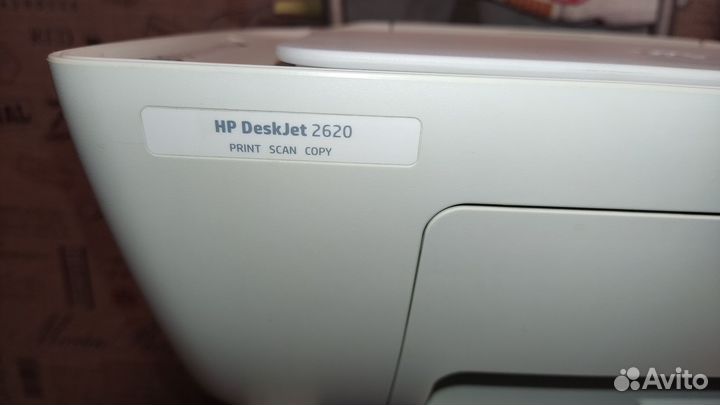 HP DeskJet 2620
PRINT SCAN COPY
Avito